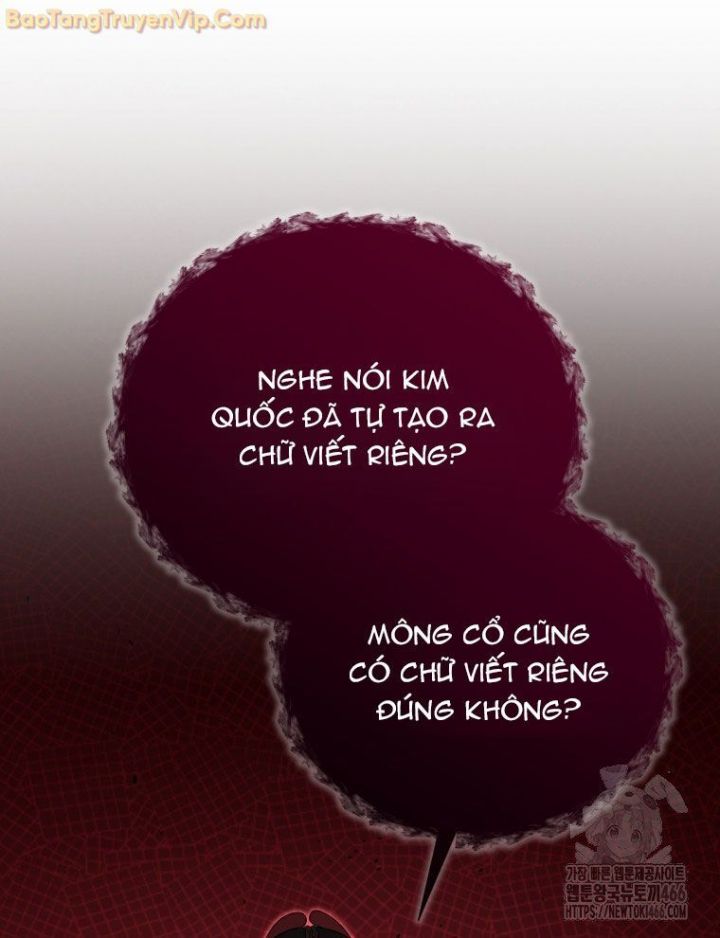 BaoTangTruyenVip.Com
NGHE NÓI KIM
QUỐC ĐÃ TỰ TẠO RA
CHỮ VIẾT RIÊNG?
MÔNG CỔ CŨNG
CÓ CHỮ VIẾT RIÊNG
ĐÚNG KHÔNG?
가장 빠른 웹툰제공사이트
웹툰왕국뉴토끼466
HTTPS://NEWTOKI466.COM